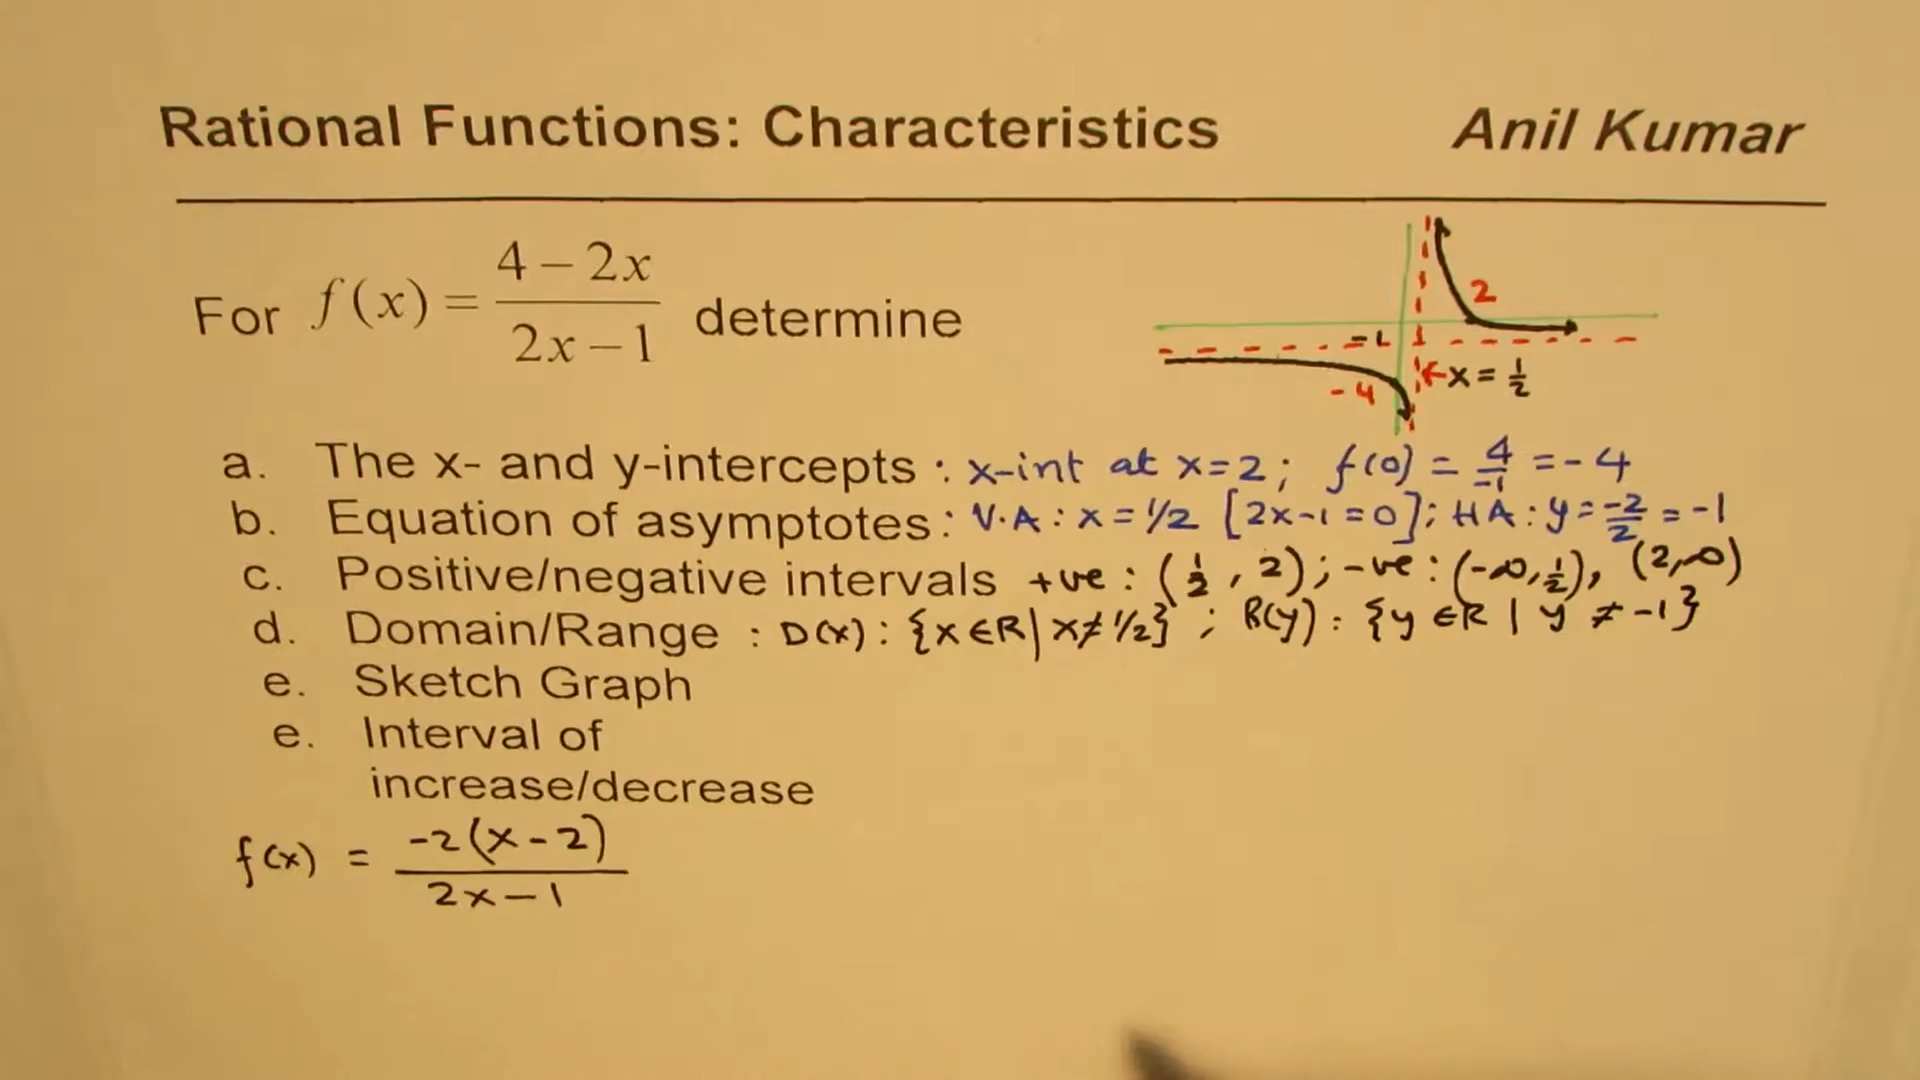 Rational Functions: Characteristics Anil Kumar
For f(x) = (4 − 2x)/(2x − 1) determine
2
-1
x = 1/2
-4
a. The x- and y-intercepts : x-int at x=2; f(0) = 4/-1 = -4
b. Equation of asymptotes : V.A : x = 1/2 [2x-1=0]; HA : y = -2/2 = -1
c. Positive/negative intervals +ve : (1/2, 2); -ve : (-∞, 1/2), (2, ∞)
d. Domain/Range : D(x) : {x ∈ R | x ≠ 1/2} ; R(y) : {y ∈ R | y ≠ -1}
e. Sketch Graph
e. Interval of
increase/decrease
f(x) = -2(x-2)/(2x-1)